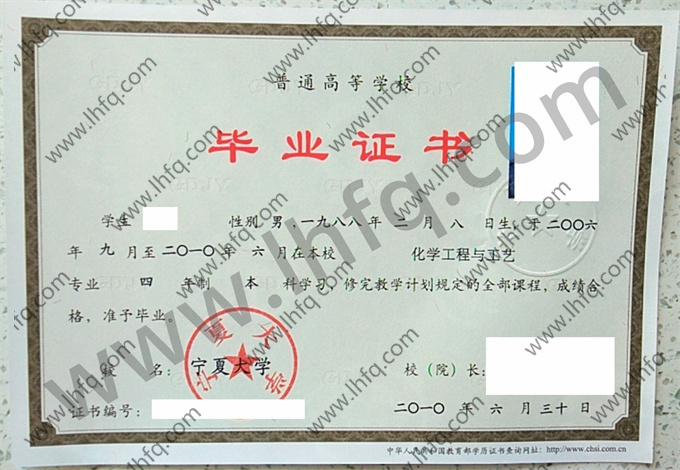 普通高等学校
毕业证书
学生 性别 男 一九八八年 二月 八 日生,于二〇〇六
年 九 月至二〇一〇年 六 月在本校 化学工程与工艺
专业 四 年制 本 科学习,修完教学计划规定的全部课程,成绩合
格,准予毕业。
校 名:宁夏大学 校(院)长:
宁夏大学
证书编号: 二〇一〇年 六 月 三十 日
中华人民共和国教育部学历证书查询网址:http://www.chsi.com.cn
www.lhfq.com